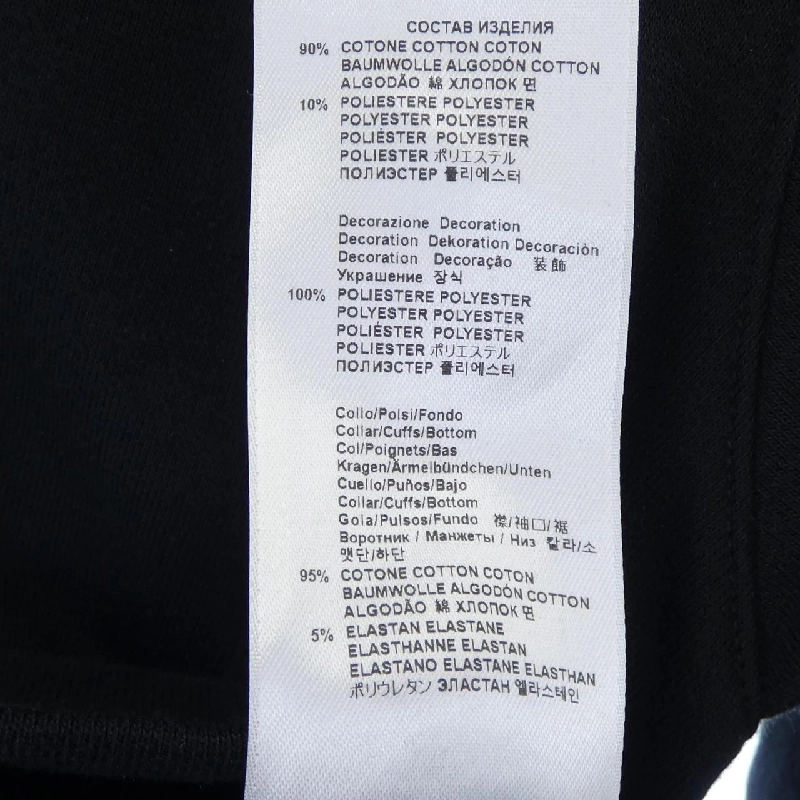 СОСТАВ ИЗДЕЛИЯ
90% COTONE COTTON COTON
BAUMWOLLE ALGODÓN COTTON
ALGODÃO 綿 ХЛОПОК 면
10% POLIESTERE POLYESTER
POLYESTER POLYESTER
POLIÉSTER POLYESTER
POLIESTER ポリエステル
ПОЛИЭСТЕР 폴리에스터
Decorazione Decoration
Decoration Dekoration Decoraciòn
Decoration Decoração 装飾
Украшение 장식
100% POLIESTERE POLYESTER
POLYESTER POLYESTER
POLIÉSTER POLYESTER
POLIESTER ポリエステル
ПОЛИЭСТЕР 폴리에스터
Collo/Polsi/Fondo
Collar/Cuffs/Bottom
Col/Poignets/Bas
Kragen/Ärmelbündchen/Unten
Cuello/Puños/Bajo
Collar/Cuffs/Bottom
Gola/Pulsos/Fundo 襟/袖口/裾
Воротник / Манжеты / Низ 칼라/소
맷단/하단
95% COTONE COTTON COTON
BAUMWOLLE ALGODÓN COTTON
ALGODÃO 綿 ХЛОПОК 면
5% ELASTAN ELASTANE
ELASTHANNE ELASTAN
ELASTANO ELASTANE ELASTHAN
ポリウレタン ЭЛАСТАН 엘라스테인